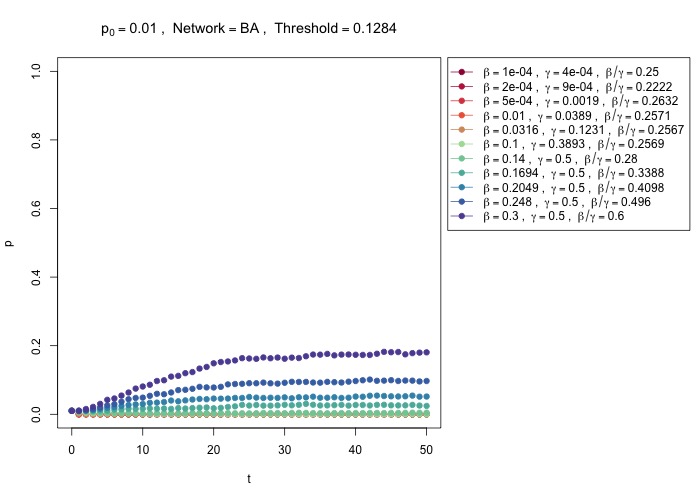 p₀ = 0.01 , Network = BA , Threshold = 0.1284
β = 1e-04 , γ = 4e-04 , β/γ = 0.25
β = 2e-04 , γ = 9e-04 , β/γ = 0.2222
β = 5e-04 , γ = 0.0019 , β/γ = 0.2632
β = 0.01 , γ = 0.0389 , β/γ = 0.2571
β = 0.0316 , γ = 0.1231 , β/γ = 0.2567
β = 0.1 , γ = 0.3893 , β/γ = 0.2569
β = 0.14 , γ = 0.5 , β/γ = 0.28
β = 0.1694 , γ = 0.5 , β/γ = 0.3388
β = 0.2049 , γ = 0.5 , β/γ = 0.4098
β = 0.248 , γ = 0.5 , β/γ = 0.496
β = 0.3 , γ = 0.5 , β/γ = 0.6
p
1.0
0.8
0.6
0.4
0.2
0.0
0 10 20 30 40 50
t